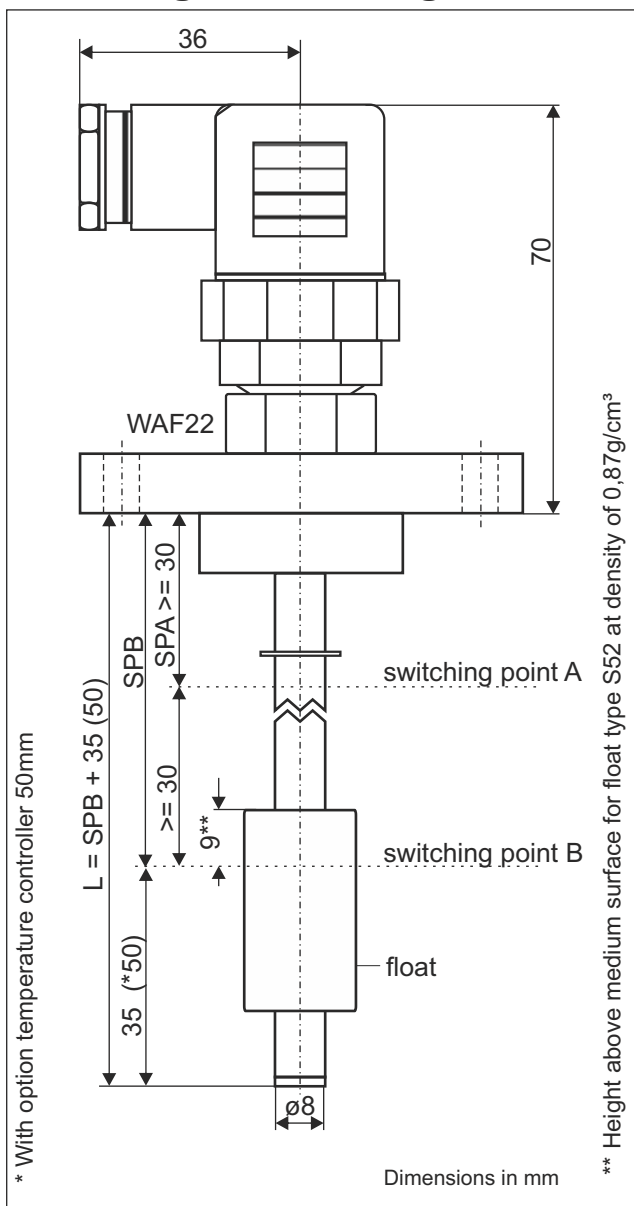 36
70
WAF22
SPA >= 30
SPB
L = SPB + 35 (50)
switching point A
>= 30
9**
switching point B
35 (*50)
float
ø8
Dimensions in mm
* With option temperature controller 50mm
** Height above medium surface for float type S52 at density of 0,87g/cm³